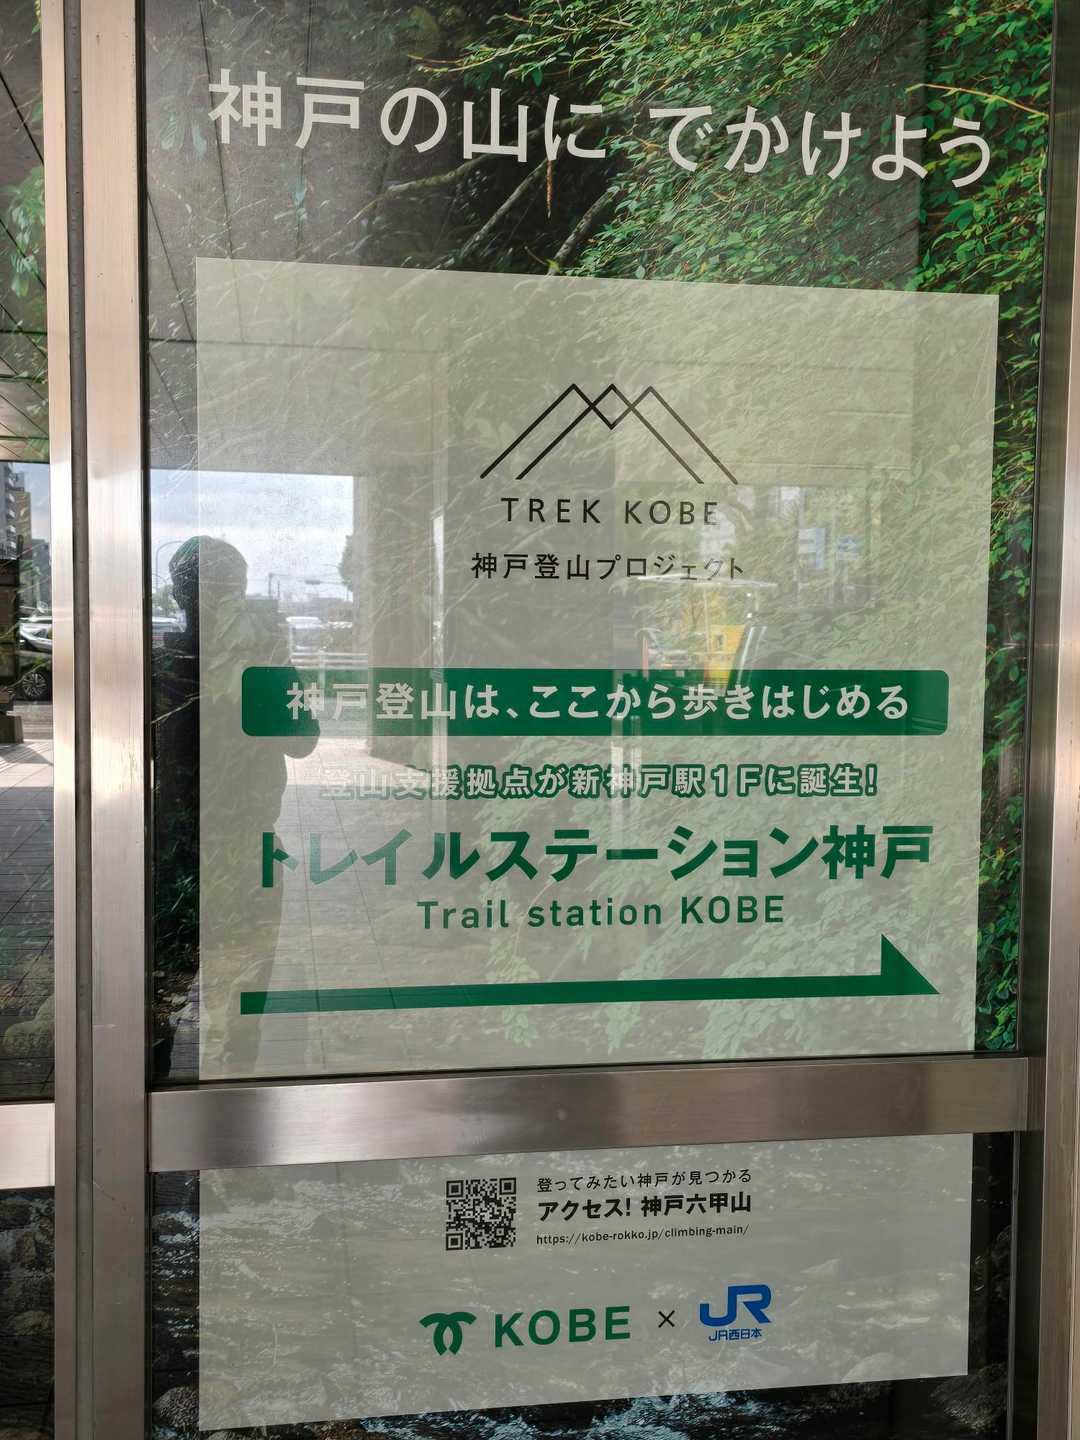 神戸の山に でかけよう
TREK KOBE
神戸登山プロジェクト
神戸登山は、ここから歩きはじめる
登山支援拠点が新神戸駅1Fに誕生!
トレイルステーション神戸
Trail station KOBE
登ってみたい神戸が見つかる
アクセス! 神戸六甲山
https://kobe-rokko.jp/climbing-main/
KOBE × JR
JR西日本